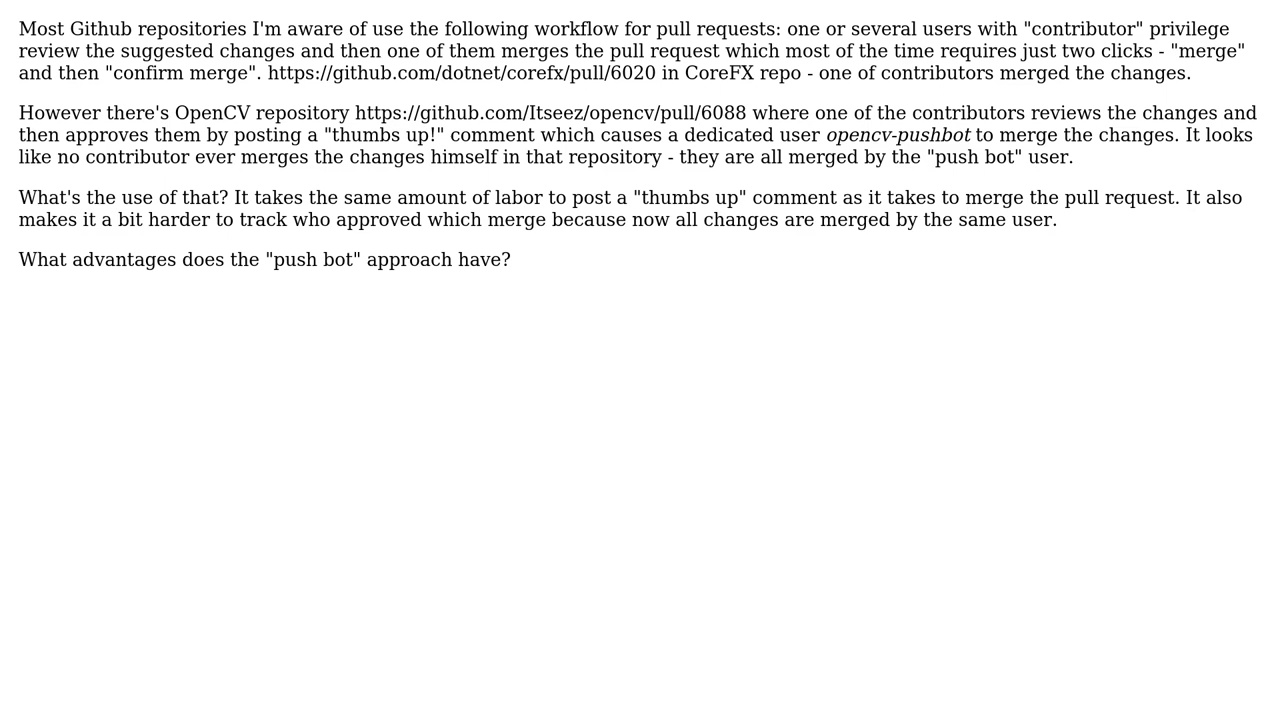 Most Github repositories I'm aware of use the following workflow for pull requests: one or several users with "contributor" privilege
review the suggested changes and then one of them merges the pull request which most of the time requires just two clicks - "merge"
and then "confirm merge". https://github.com/dotnet/corefx/pull/6020 in CoreFX repo - one of contributors merged the changes.
However there's OpenCV repository https://github.com/Itseez/opencv/pull/6088 where one of the contributors reviews the changes and
then approves them by posting a "thumbs up!" comment which causes a dedicated user opencv-pushbot to merge the changes. It looks
like no contributor ever merges the changes himself in that repository - they are all merged by the "push bot" user.
What's the use of that? It takes the same amount of labor to post a "thumbs up" comment as it takes to merge the pull request. It also
makes it a bit harder to track who approved which merge because now all changes are merged by the same user.
What advantages does the "push bot" approach have?